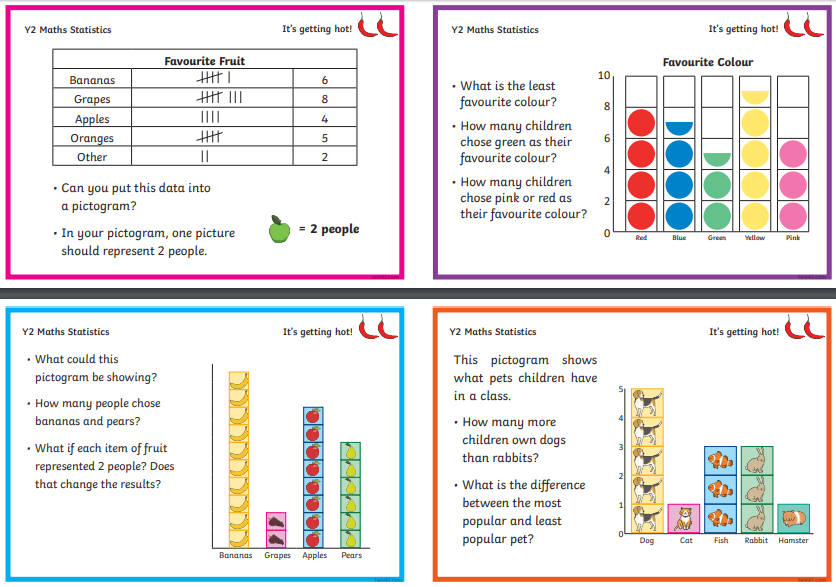 Y2 Maths Statistics
It's getting hot!
Favourite Fruit
Bananas 6
Grapes 8
Apples 4
Oranges 5
Other 2
• Can you put this data into
a pictogram?
• In your pictogram, one picture
should represent 2 people.
= 2 people
Y2 Maths Statistics
It's getting hot!
• What is the least
favourite colour?
• How many children
chose green as their
favourite colour?
• How many children
chose pink or red as
their favourite colour?
Favourite Colour
10
8
6
4
2
0
Red Blue Green Yellow Pink
Y2 Maths Statistics
It's getting hot!
• What could this
pictogram be showing?
• How many people chose
bananas and pears?
• What if each item of fruit
represented 2 people? Does
that change the results?
Bananas Grapes Apples Pears
Y2 Maths Statistics
It's getting hot!
This pictogram shows
what pets children have
in a class.
• How many more
children own dogs
than rabbits?
• What is the difference
between the most
popular and least
popular pet?
5
4
3
2
1
0
Dog Cat Fish Rabbit Hamster